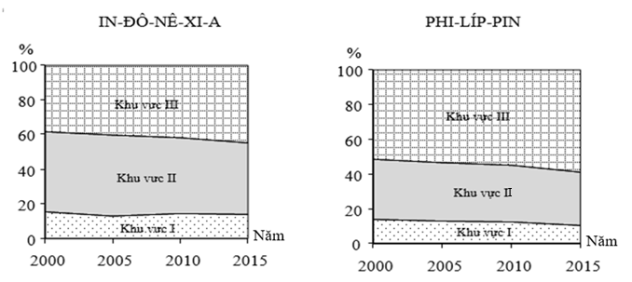 IN-ĐÔ-NÊ-XI-A
%
100
80
60
40
20
0
Khu vực III
Khu vực II
Khu vực I
Năm
2000 2005 2010 2015
PHI-LÍP-PIN
%
100
80
60
40
20
0
Khu vực III
Khu vực II
Khu vực I
Năm
2000 2005 2010 2015